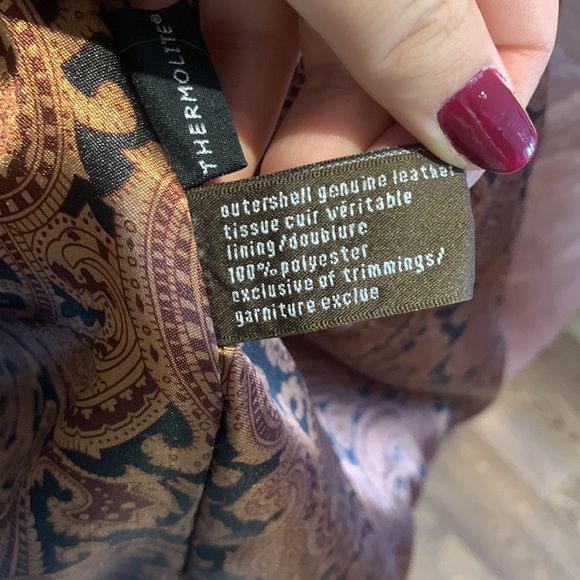 THERMOLITE®
outershell genuine leather
tissue cuir véritable
lining/doublure
100% polyester
exclusive of trimmings/
garniture exclue